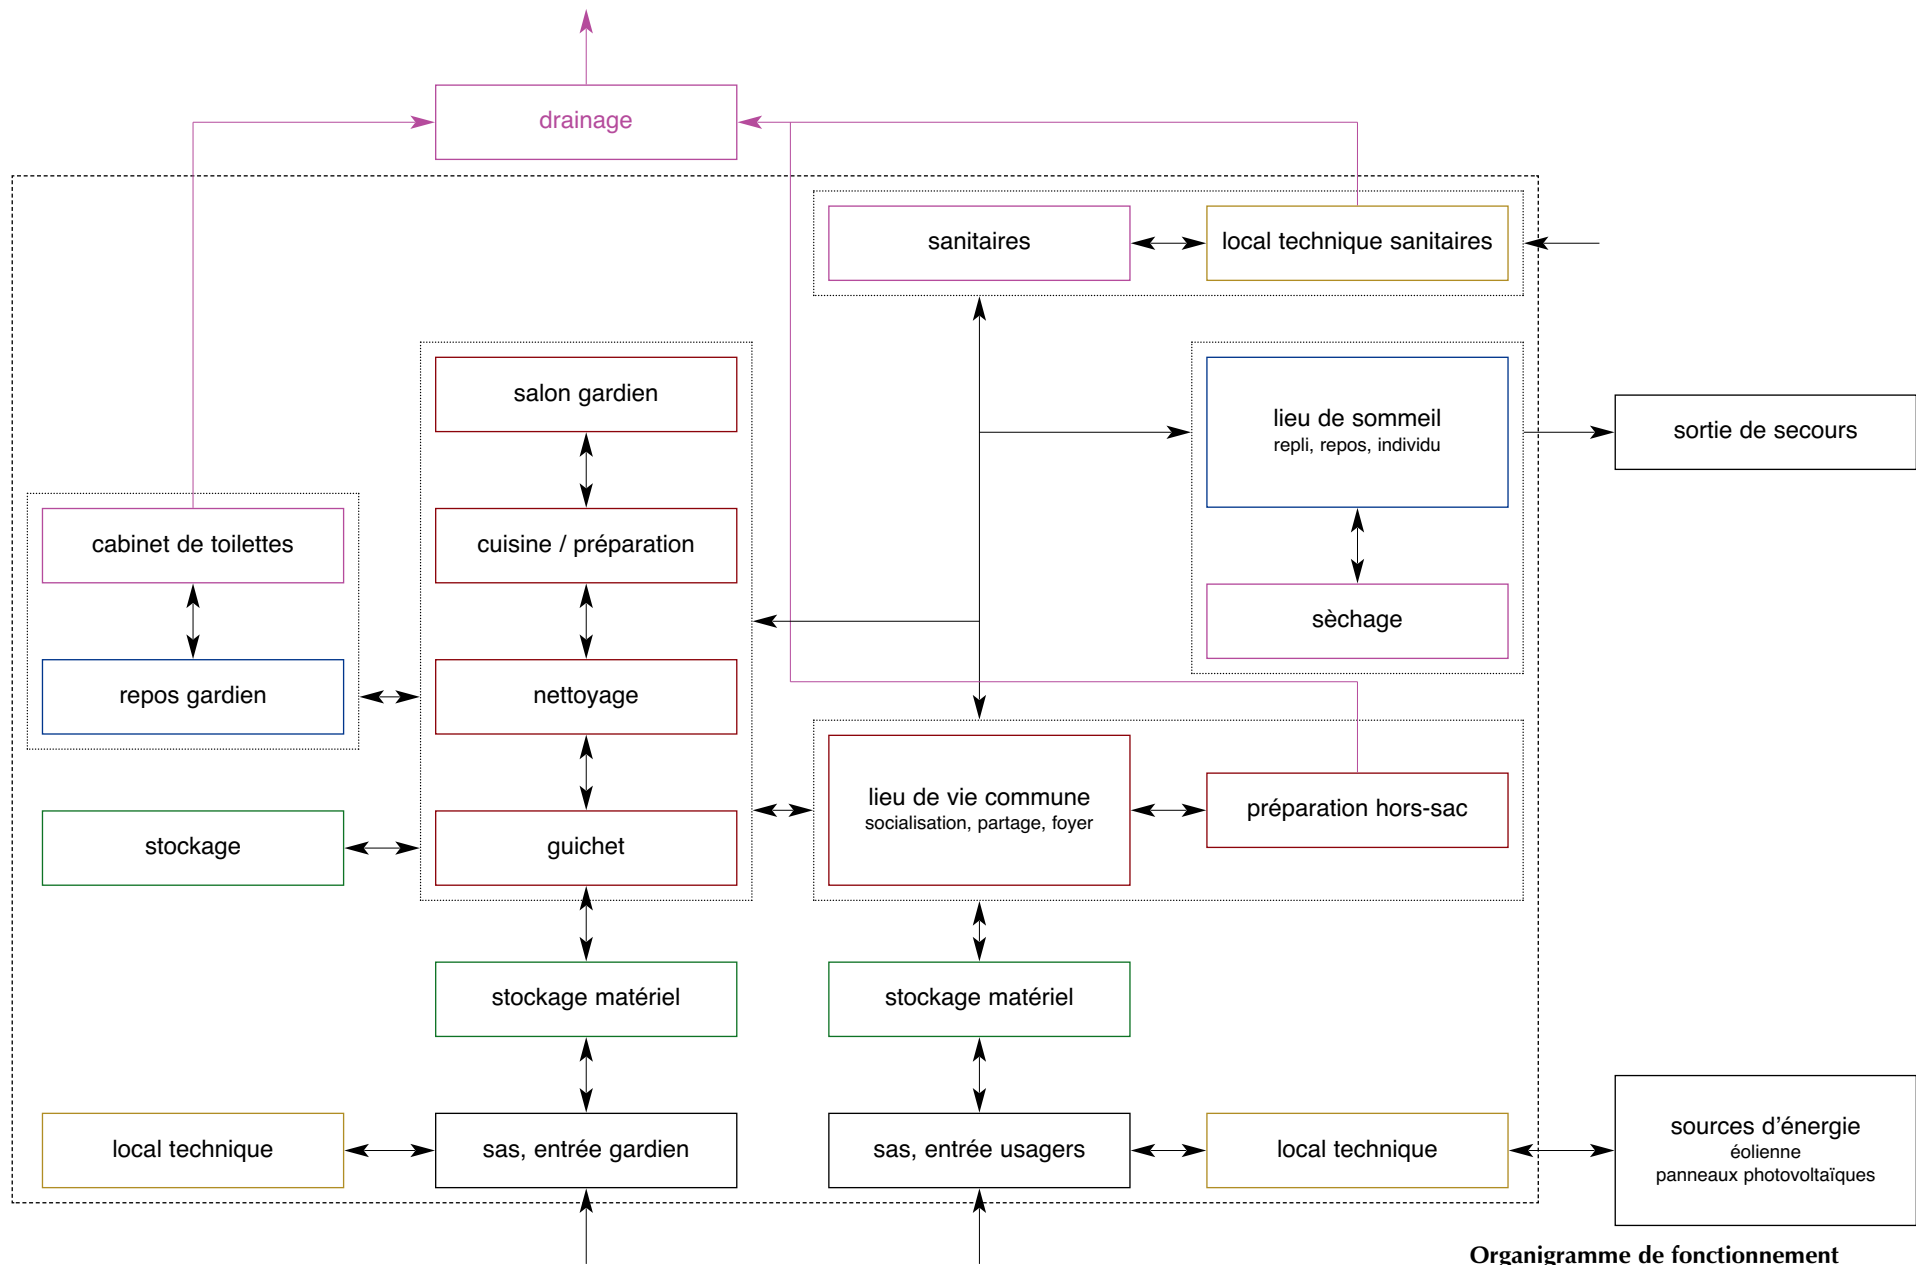 drainage
sanitaires
local technique sanitaires
salon gardien
lieu de sommeil
repli, repos, individu
sortie de secours
cabinet de toilettes
cuisine / préparation
sèchage
repos gardien
nettoyage
lieu de vie commune
socialisation, partage, foyer
préparation hors-sac
stockage
guichet
stockage matériel
stockage matériel
local technique
sas, entrée gardien
sas, entrée usagers
local technique
sources d'énergie
éolienne
panneaux photovoltaïques
Organigramme de fonctionnement